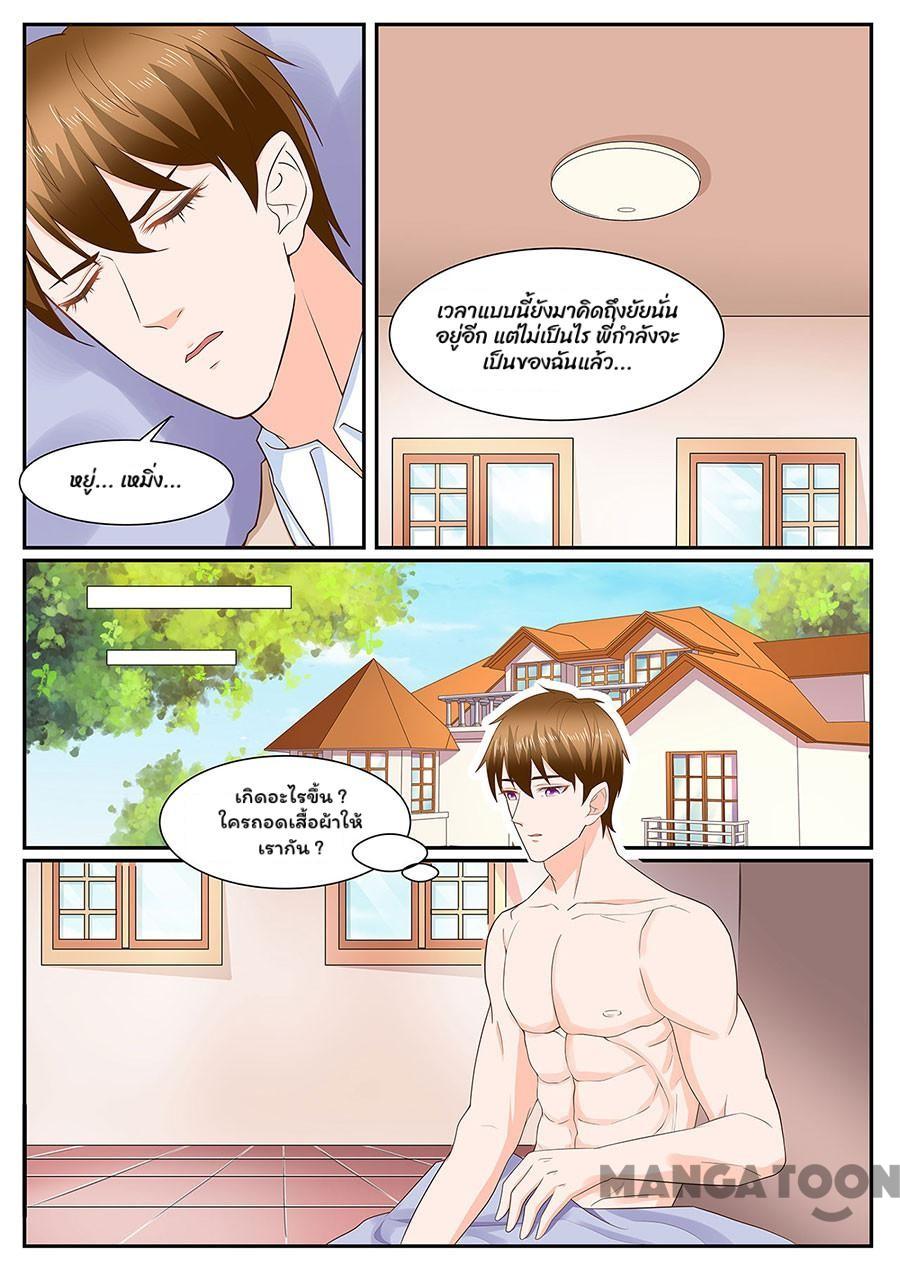 หยู่... เหมิ่ง...
เวลาแบบนี้ยังมาคิดถึงยัยนั่น
อยู่อีก แต่ไม่เป็นไร พี่กำลังจะ
เป็นของฉันแล้ว...
เกิดอะไรขึ้น ?
ใครถอดเสื้อผ้าให้
เรากัน ?
MANGATOON